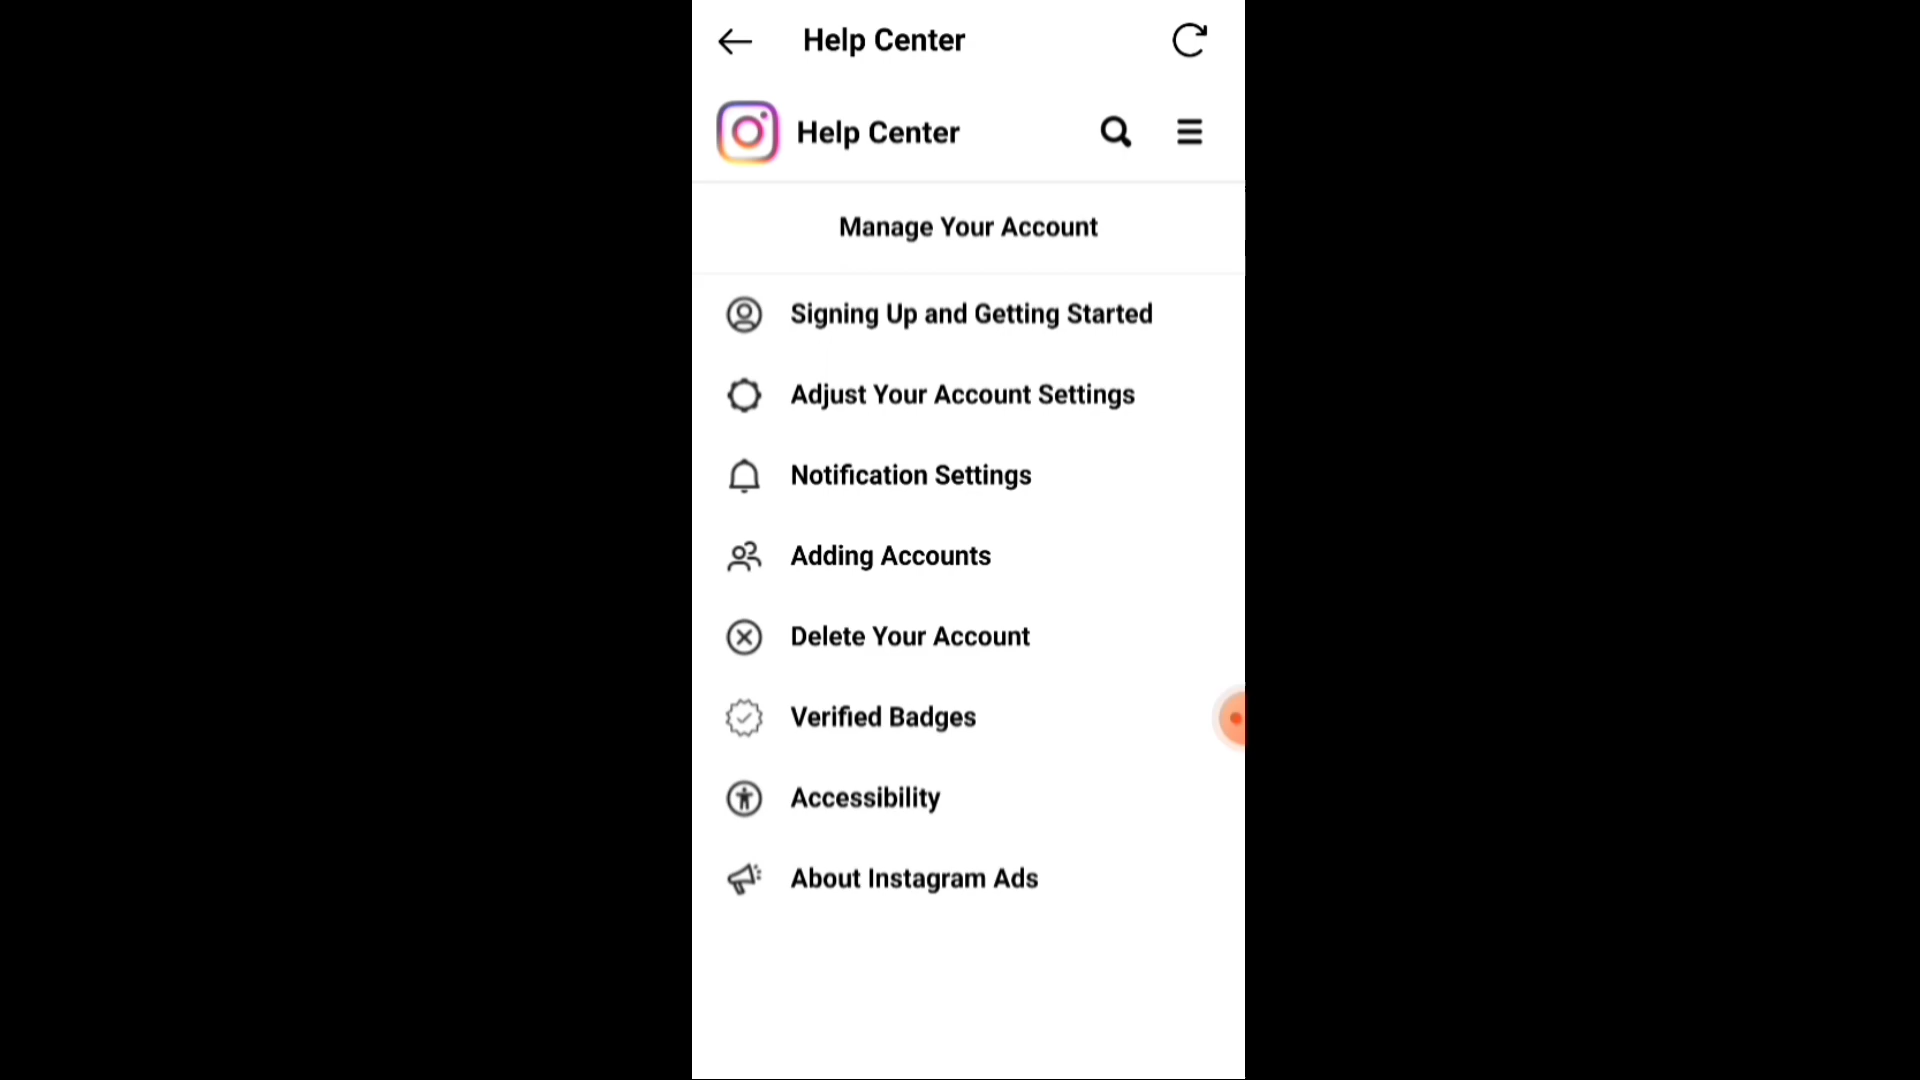 Help Center
Help Center
Manage Your Account
Signing Up and Getting Started
Adjust Your Account Settings
Notification Settings
Adding Accounts
Delete Your Account
Verified Badges
Accessibility
About Instagram Ads